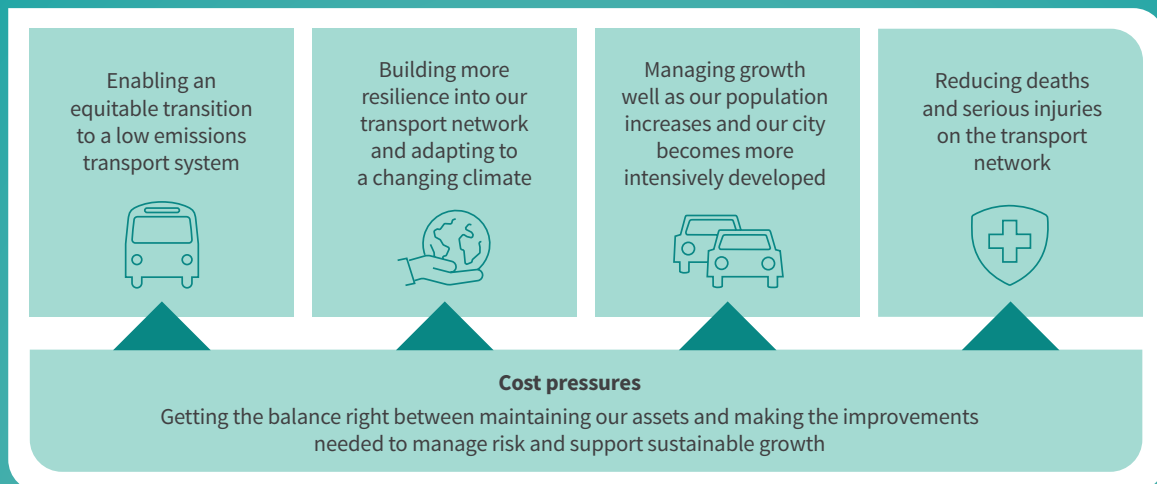 Enabling an
equitable transition
to a low emissions
transport system
Building more
resilience into our
transport network
and adapting to
a changing climate
Managing growth
well as our population
increases and our city
becomes more
intensively developed
Reducing deaths
and serious injuries
on the transport
network
Cost pressures
Getting the balance right between maintaining our assets and making the improvements
needed to manage risk and support sustainable growth